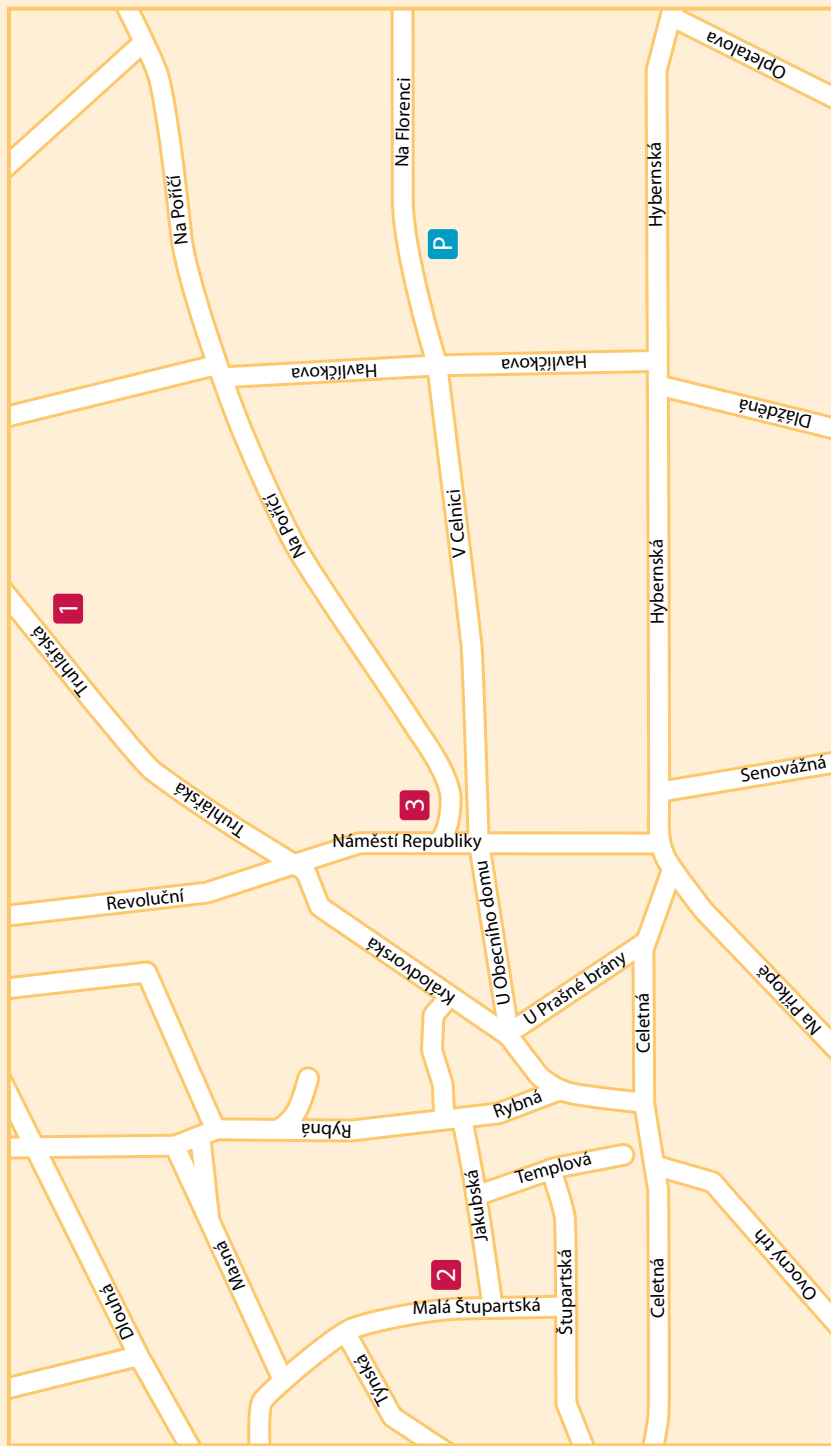 Opletalova
Na Florenci
Hybernská
Na Poříčí
P
Havlíčkova
Havlíčkova
Dlážděná
V Celnici
Na Poříčí
Hybernská
1
Truhlářská
Senovážná
3
Truhlářská
Náměstí Republiky
Revoluční
U Obecního domu
Králodvorská
U Prašné brány
Na Příkopě
Celetná
Rybná
Rybná
Templová
Jakubská
Masná
2
Ovocný trh
Celetná
Štupartská
Malá Štupartská
Dlouhá
Týnská